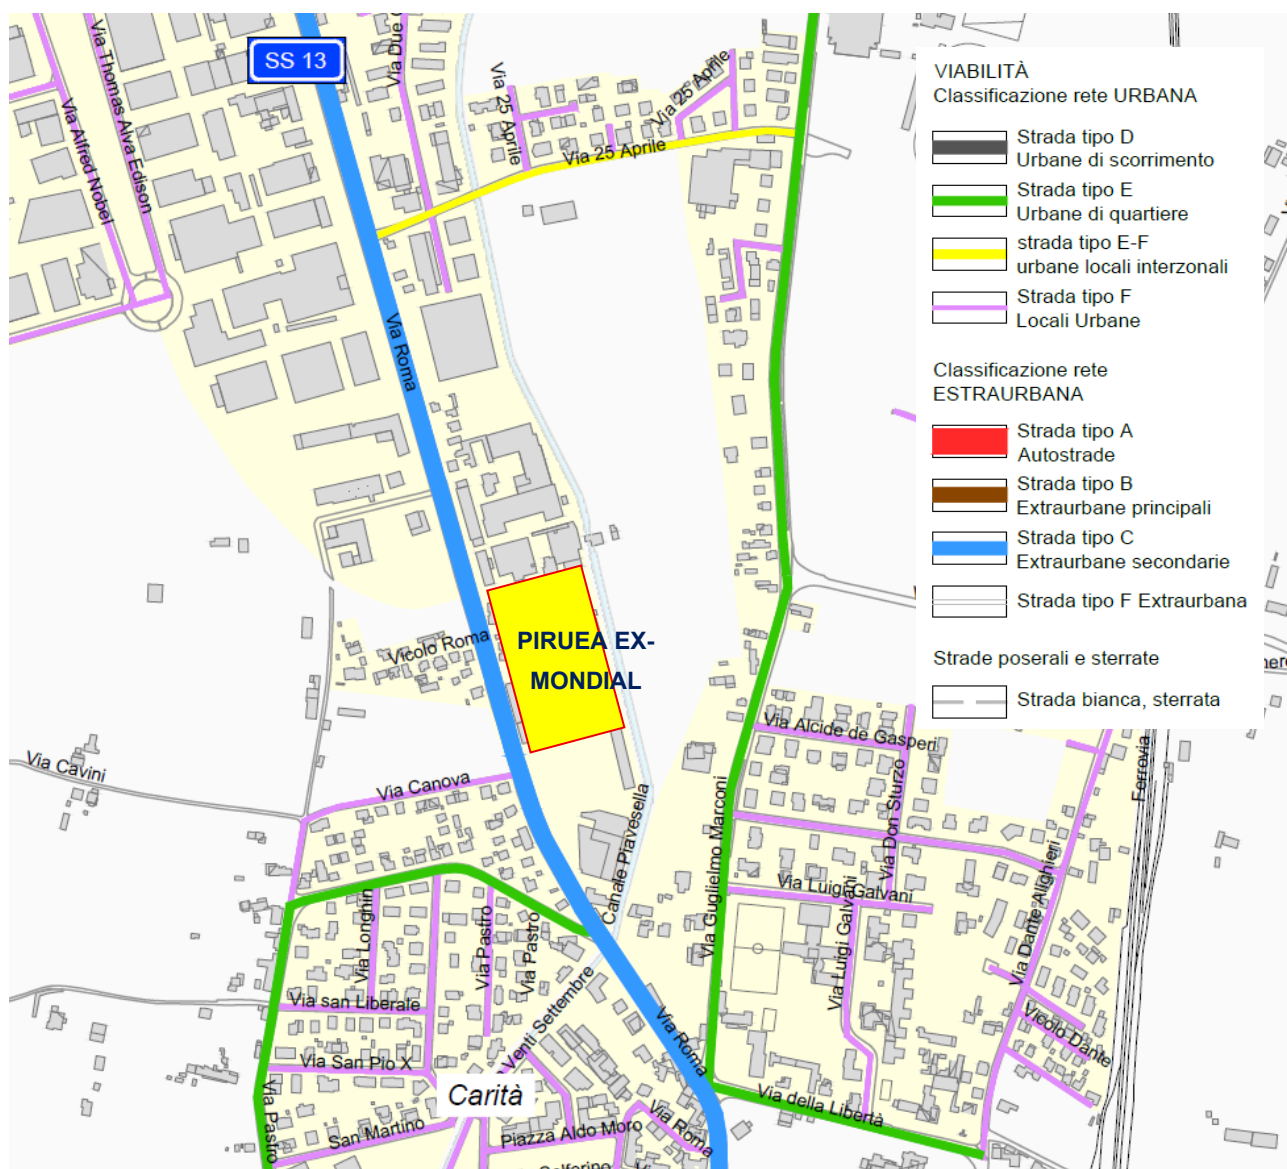 SS 13
Via Thomas Alva Edison
Via Alfred Nobel
Via Due
Via 25 Aprile
Via 25 Aprile
Via 25 Aprile
Via Roma
VIABILITÀ
Classificazione rete URBANA
Strada tipo D
Urbane di scorrimento
Strada tipo E
Urbane di quartiere
strada tipo E-F
urbane locali interzonali
Strada tipo F
Locali Urbane
Classificazione rete
ESTRAURBANA
Strada tipo A
Autostrade
Strada tipo B
Extraurbane principali
Strada tipo C
Extraurbane secondarie
Strada tipo F Extraurbana
Strade poserali e sterrate
Strada bianca, sterrata
Vicolo Roma
PIRUEA EX-
MONDIAL
Via Cavini
Via Canova
Canale Piavesella
Via Guglielmo Marconi
Via Alcide de Gasperi
Via Don Sturzo
Ferrovia
Via Luigi Galvani
Via Luigi Galvani
Via Dante Alighieri
Vicolo Dante
Via Longhin
Via Pastro
Via Pastro
Via san Liberale
Via San Pio X
Via Pastro
San Martino
Venti Settembre
Carità
Via Roma
Via Roma
Piazza Aldo Moro
Via della Libertà